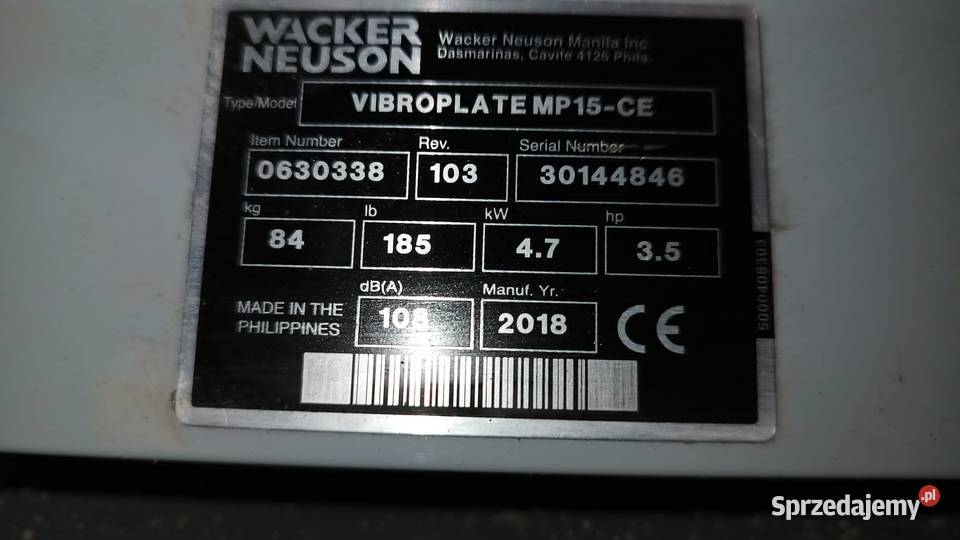 WACKER
NEUSON
Wacker Neuson Manila Inc.
Dasmariñas, Cavite 4126 Phils.
Type/Model VIBROPLATE MP15-CE
Item Number Rev. Serial Number
0630338 103 30144846
kg lb kW hp
84 185 4.7 3.5
dB(A) Manuf. Yr.
MADE IN THE
PHILIPPINES
108 2018 CE
5000408303
Sprzedajemy.pl